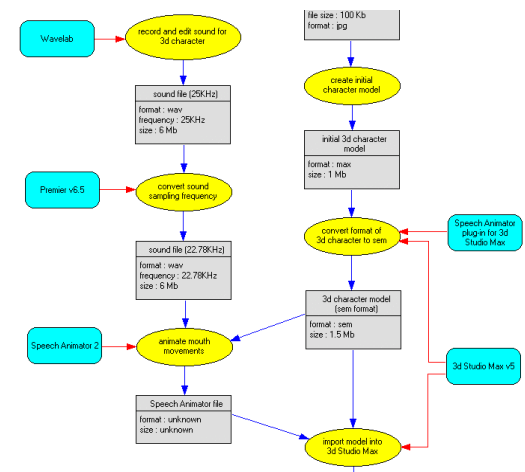 file size : 100 Kb
format : jpg
Wavelab
record and edit sound for
3d character
create initial
character model
sound file (25KHz)
format : wav
frequency : 25KHz
size : 6 Mb
initial 3d character
model
format : max
size : 1 Mb
Premier v6.5
convert sound
sampling frequency
convert format of
3d character to sem
Speech Animator
plug-in for 3d
Studio Max
sound file (22.78KHz)
format : wav
frequency : 22.78KHz
size : 6 Mb
3d character model
(sem format)
format : sem
size : 1.5 Mb
Speech Animator 2
animate mouth
movements
3d Studio Max v5
Speech Animator file
format : unknown
size : unknown
import model into
3d Studio Max